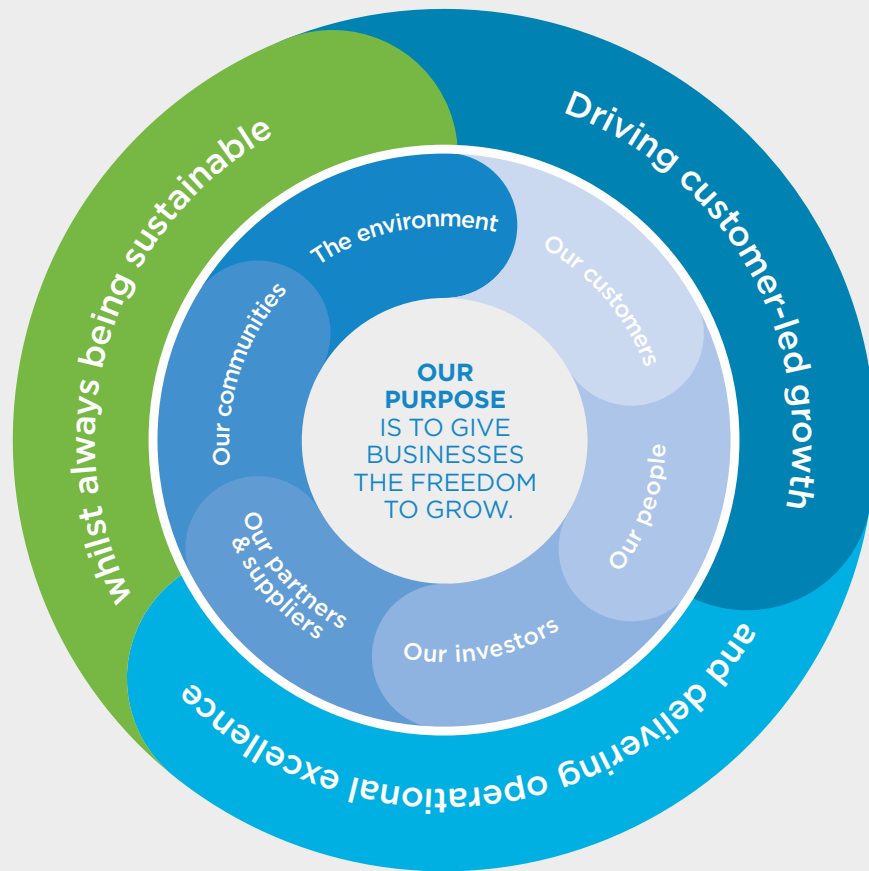 Driving customer-led growth
and delivering operational excellence
whilst always being sustainable
Our customers
Our people
Our investors
Our partners
& suppliers
Our communities
The environment
OUR
PURPOSE
IS TO GIVE
BUSINESSES
THE FREEDOM
TO GROW.